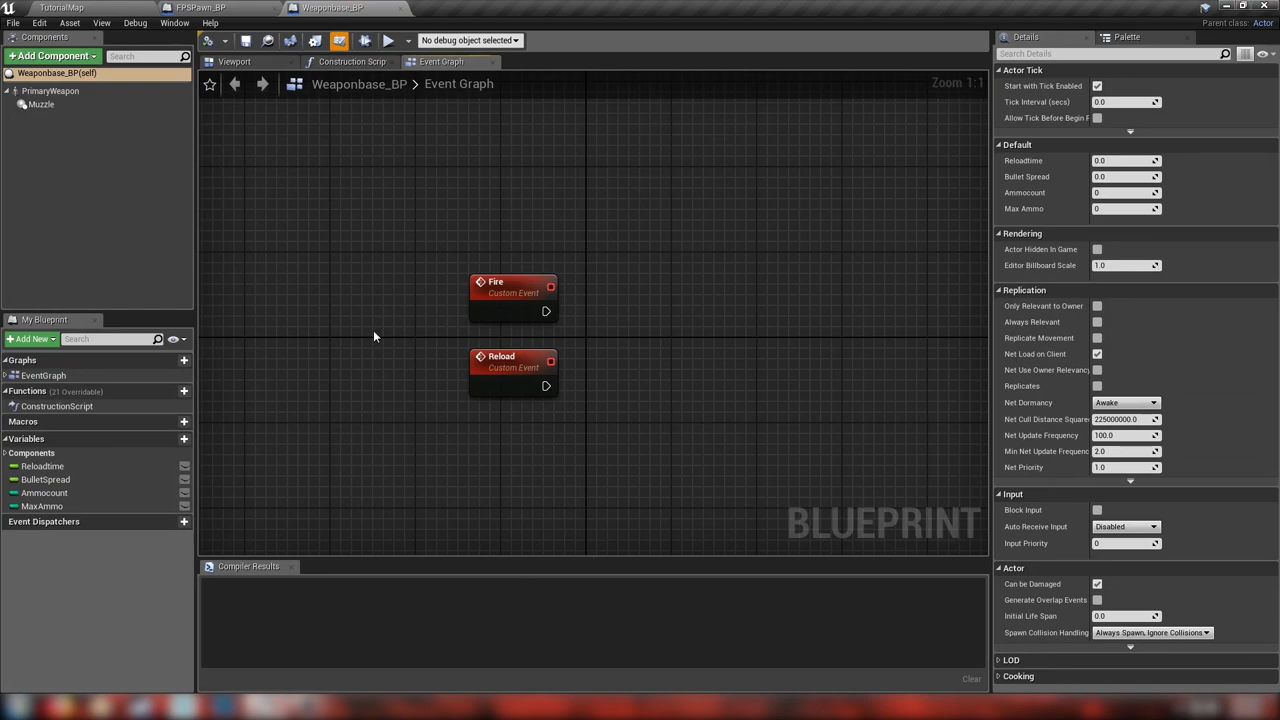 TutorialMap
FPSPawn_BP
Weaponbase_BP
File Edit Asset View Debug Window Help
Parent class: Actor
Components
Add Component
Search
Weaponbase_BP(self)
PrimaryWeapon
Muzzle
My Blueprint
Add New
Search
Graphs
EventGraph
Functions (21 Overridable)
ConstructionScript
Macros
Variables
Components
Reloadtime
BulletSpread
Ammocount
MaxAmmo
Event Dispatchers
No debug object selected
Viewport
Construction Scrip
Event Graph
Weaponbase_BP > Event Graph
Zoom 1:1
Fire
Custom Event
Reload
Custom Event
BLUEPRINT
Compiler Results
Clear
Details
Palette
Search Details
Actor Tick
Start with Tick Enabled
Tick Interval (secs) 0.0
Allow Tick Before Begin P
Default
Reloadtime 0.0
Bullet Spread 0.0
Ammocount 0
Max Ammo 0
Rendering
Actor Hidden In Game
Editor Billboard Scale 1.0
Replication
Only Relevant to Owner
Always Relevant
Replicate Movement
Net Load on Client
Net Use Owner Relevancy
Replicates
Net Dormancy Awake
Net Cull Distance Square 225000000.0
Net Update Frequency 100.0
Min Net Update Frequenc 2.0
Net Priority 1.0
Input
Block Input
Auto Receive Input Disabled
Input Priority 0
Actor
Can be Damaged
Generate Overlap Events
Initial Life Span 0.0
Spawn Collision Handling Always Spawn, Ignore Collisions
LOD
Cooking